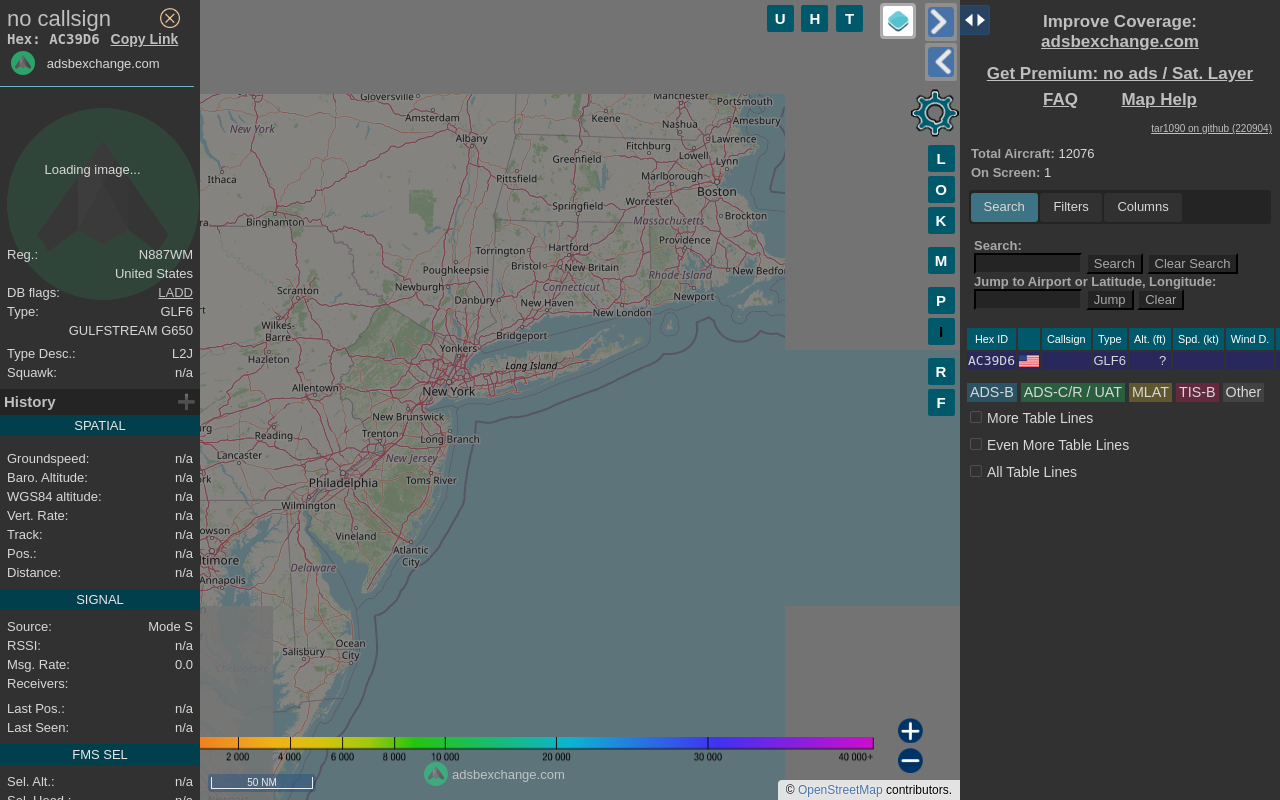 no callsign
Hex: AC39D6 Copy Link
adsbexchange.com
Loading image...
Reg.: N887WM
United States
DB flags: LADD
Type: GLF6
GULFSTREAM G650
Type Desc.: L2J
Squawk: n/a
History
SPATIAL
Groundspeed: n/a
Baro. Altitude: n/a
WGS84 altitude: n/a
Vert. Rate: n/a
Track: n/a
Pos.: n/a
Distance: n/a
SIGNAL
Source: Mode S
RSSI: n/a
Msg. Rate: 0.0
Receivers:
Last Pos.: n/a
Last Seen: n/a
FMS SEL
Sel. Alt.: n/a
U H T
L
O
K
M
P
I
R
F
Gloversville
Manchester
Portsmouth
Amsterdam
Keene
Nashua
Amesbury
New York
Albany
Fitchburg
Lawrence
Greenfield
Lowell
Lynn
Ithaca
Pittsfield
Marlborough
Boston
Springfield
Worcester
Binghamton
Massachusetts
Brockton
Torrington
Hartford
Providence
Poughkeepsie
Bristol
New Britain
Rhode Island
New Bedfo
Scranton
Newburgh
Connecticut
Danbury
New Haven
Newport
New London
Wilkes-
Barre
Bridgeport
Hazleton
Yonkers
Long Island
Allentown
New York
New Brunswick
Reading
Trenton
Long Branch
Lancaster
New Jersey
Philadelphia
Toms River
Wilmington
Vineland
Atlantic
City
Delaware
Annapolis
Salisbury
Ocean
City
2 000 4 000 6 000 8 000 10 000 20 000 30 000 40 000+
adsbexchange.com
50 NM
© OpenStreetMap contributors.
Improve Coverage:
adsbexchange.com
Get Premium: no ads / Sat. Layer
FAQ Map Help
tar1090 on github (220904)
Total Aircraft: 12076
On Screen: 1
Search Filters Columns
Search:
Search Clear Search
Jump to Airport or Latitude, Longitude:
Jump Clear
Hex ID Callsign Type Alt. (ft) Spd. (kt) Wind D.
AC39D6 GLF6 ?
ADS-B ADS-C/R / UAT MLAT TIS-B Other
More Table Lines
Even More Table Lines
All Table Lines